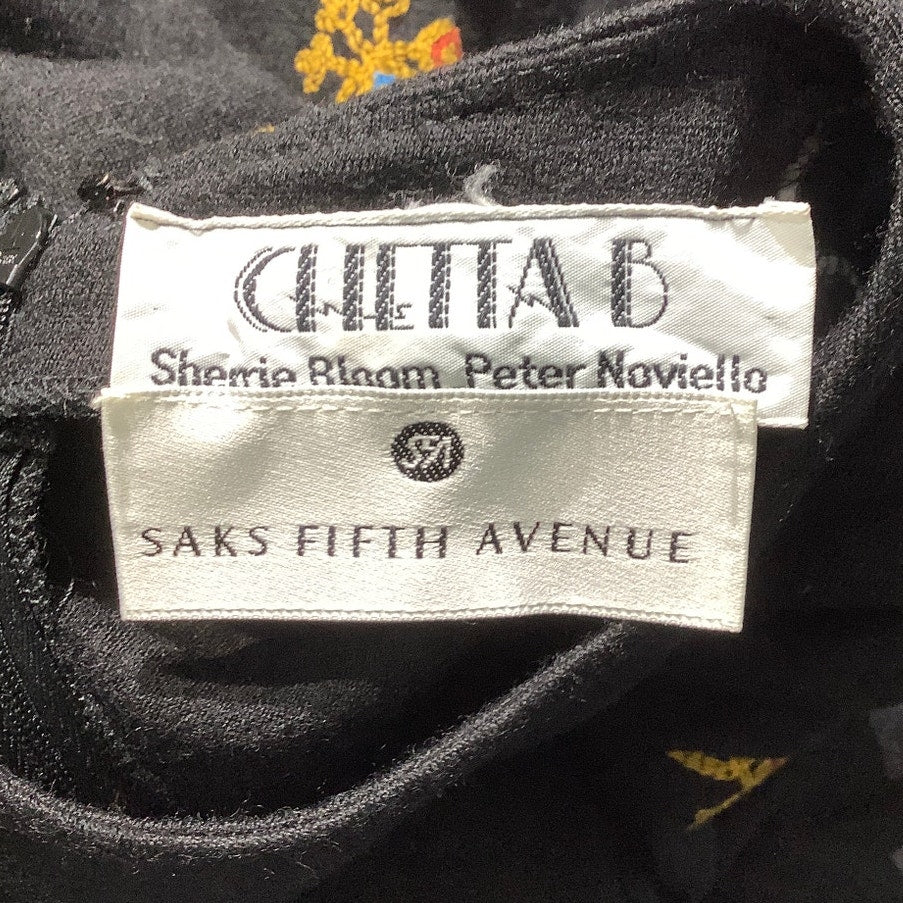 CHETTA B
Sherrie Bloom Peter Noviello
SFA
SAKS FIFTH AVENUE